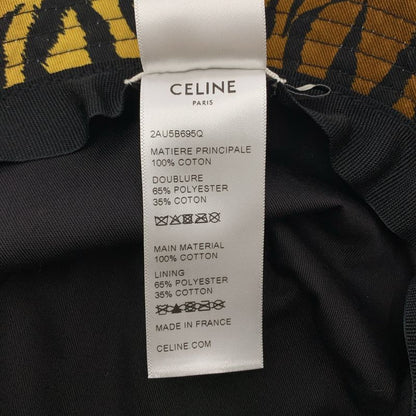 CELINE
PARIS
2AU5B695Q
MATIERE PRINCIPALE
100% COTON
DOUBLURE
65% POLYESTER
35% COTON
MAIN MATERIAL
100% COTTON
LINING
65% POLYESTER
35% COTTON
MADE IN FRANCE
CELINE.COM